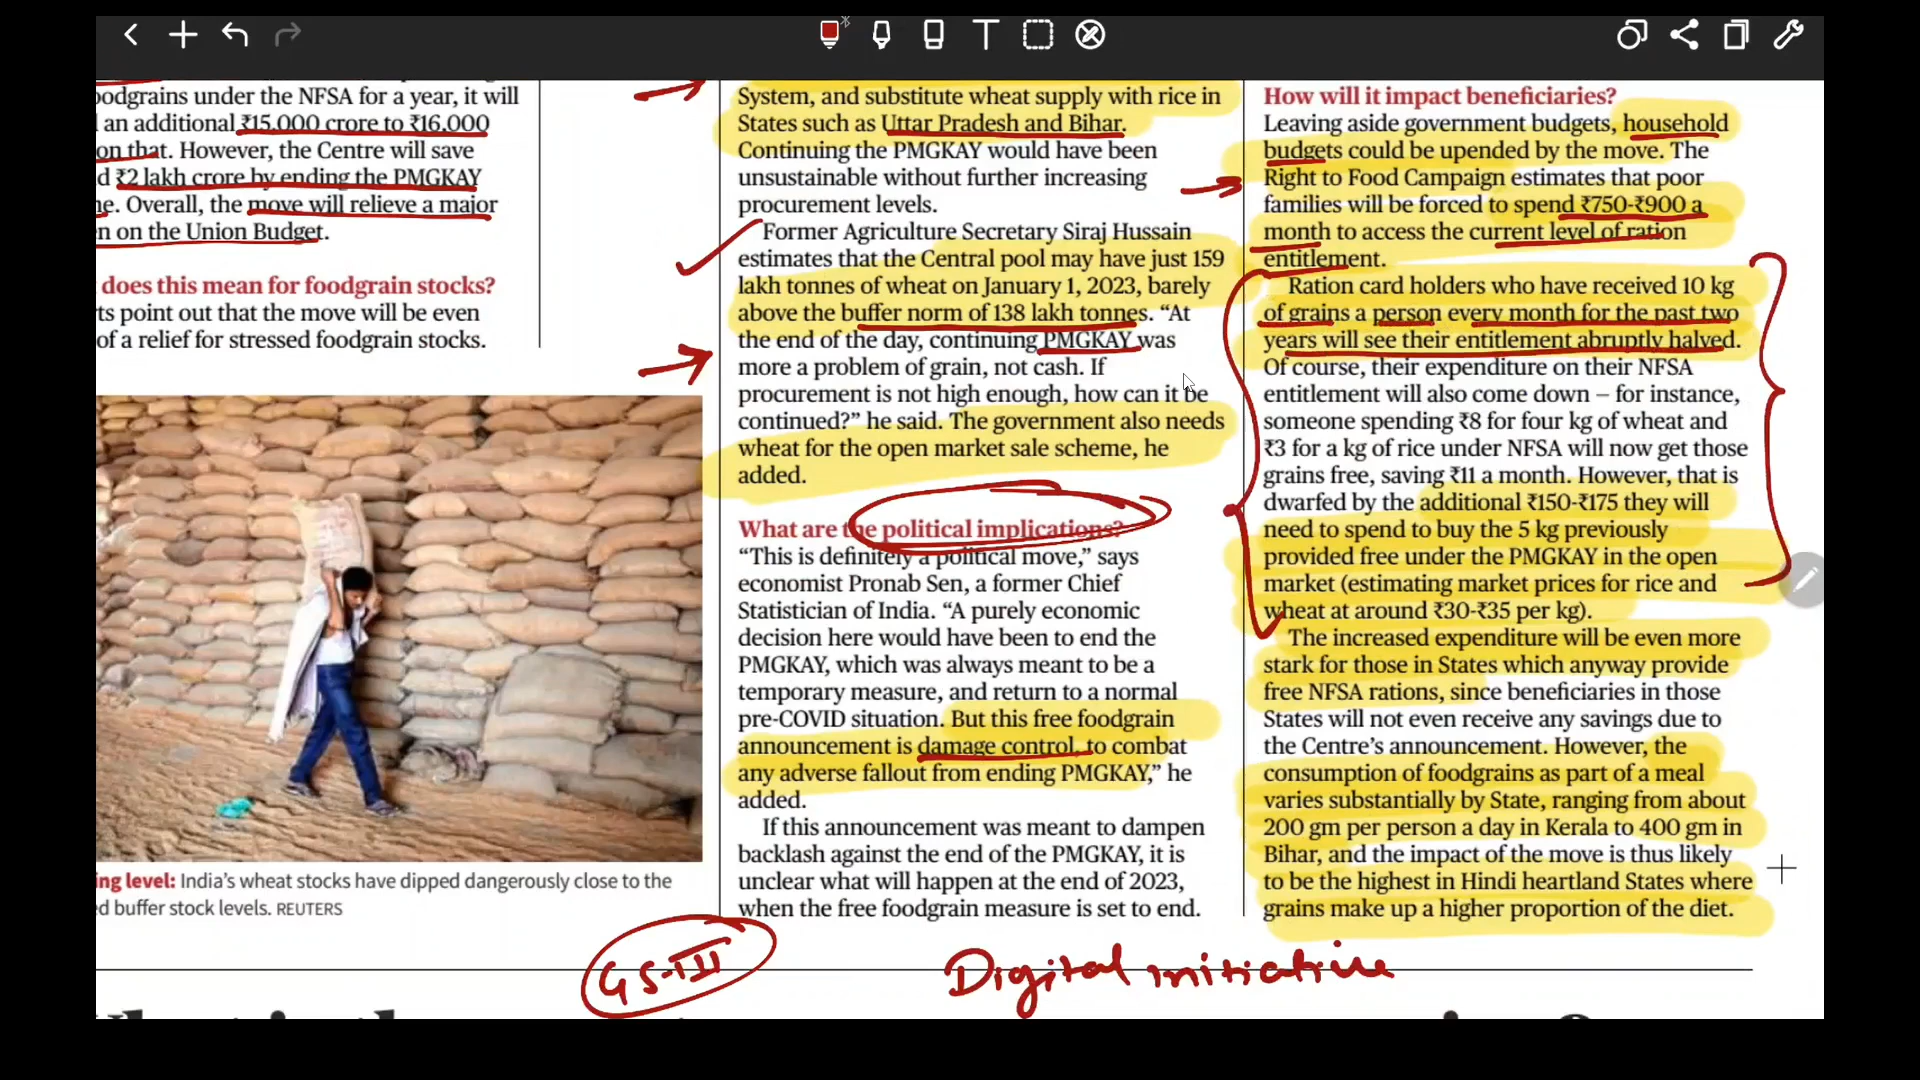 oodgrains under the NFSA for a year, it will
an additional ₹15,000 crore to ₹16,000
on that. However, the Centre will save
d ₹2 lakh crore by ending the PMGKAY
ne. Overall, the move will relieve a major
n on the Union Budget.
does this mean for foodgrain stocks?
ts point out that the move will be even
of a relief for stressed foodgrain stocks.
ing level: India's wheat stocks have dipped dangerously close to the
d buffer stock levels. REUTERS
System, and substitute wheat supply with rice in
States such as Uttar Pradesh and Bihar.
Continuing the PMGKAY would have been
unsustainable without further increasing
procurement levels.
Former Agriculture Secretary Siraj Hussain
estimates that the Central pool may have just 159
lakh tonnes of wheat on January 1, 2023, barely
above the buffer norm of 138 lakh tonnes. “At
the end of the day, continuing PMGKAY was
more a problem of grain, not cash. If
procurement is not high enough, how can it be
continued?” he said. The government also needs
wheat for the open market sale scheme, he
added.
What are the political implications?
“This is definitely a political move,” says
economist Pronab Sen, a former Chief
Statistician of India. “A purely economic
decision here would have been to end the
PMGKAY, which was always meant to be a
temporary measure, and return to a normal
pre-COVID situation. But this free foodgrain
announcement is damage control, to combat
any adverse fallout from ending PMGKAY,” he
added.
If this announcement was meant to dampen
backlash against the end of the PMGKAY, it is
unclear what will happen at the end of 2023,
when the free foodgrain measure is set to end.
How will it impact beneficiaries?
Leaving aside government budgets, household
budgets could be upended by the move. The
Right to Food Campaign estimates that poor
families will be forced to spend ₹750-₹900 a
month to access the current level of ration
entitlement.
Ration card holders who have received 10 kg
of grains a person every month for the past two
years will see their entitlement abruptly halved.
Of course, their expenditure on their NFSA
entitlement will also come down – for instance,
someone spending ₹8 for four kg of wheat and
₹3 for a kg of rice under NFSA will now get those
grains free, saving ₹11 a month. However, that is
dwarfed by the additional ₹150-₹175 they will
need to spend to buy the 5 kg previously
provided free under the PMGKAY in the open
market (estimating market prices for rice and
wheat at around ₹30-₹35 per kg).
The increased expenditure will be even more
stark for those in States which anyway provide
free NFSA rations, since beneficiaries in those
States will not even receive any savings due to
the Centre's announcement. However, the
consumption of foodgrains as part of a meal
varies substantially by State, ranging from about
200 gm per person a day in Kerala to 400 gm in
Bihar, and the impact of the move is thus likely
to be the highest in Hindi heartland States where
grains make up a higher proportion of the diet.
GS-III
Digital initiative